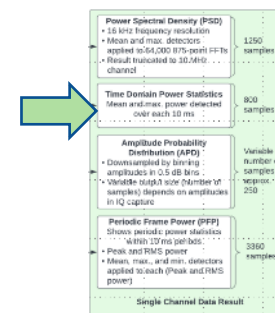 Power Spectral Density (PSD)
• 16 kHz frequency resolution
• Mean and max. detectors
applied to 64,000 875-point FFTs
• Result truncated to 10 MHz
channel
1250
samples
Time Domain Power Statistics
Mean and max. power detected
over each 10 ms
800
samples
Amplitude Probability
Distribution (APD)
• Downsampled by binning
amplitudes in 0.5 dB bins
• Variable output size (number of
samples) depends on amplitudes
in IQ capture
Variable
number
samples
approx.
250
Periodic Frame Power (PFP)
Shows periodic power statistics
within 10 ms periods
• Peak and RMS power
• Mean, max., and min. detectors
applied to each (Peak and RMS
power)
3360
samples
Single Channel Data Result